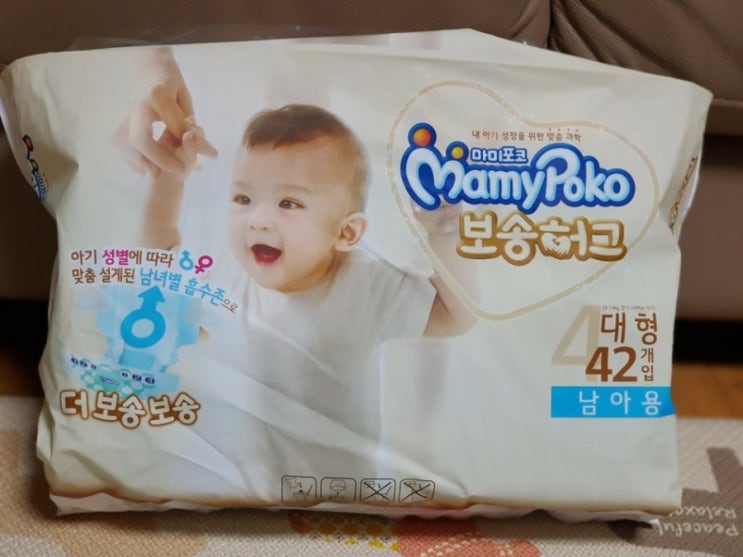 내 아기 성장을 위한 맞춤 과학
마미포코
MamyPoko
보송허그
아기 성별에 따라
맞춤 설계된 남녀별 흡수존으로
더 보송보송
4 대형
42개입
남아용
Peaceful
Relax